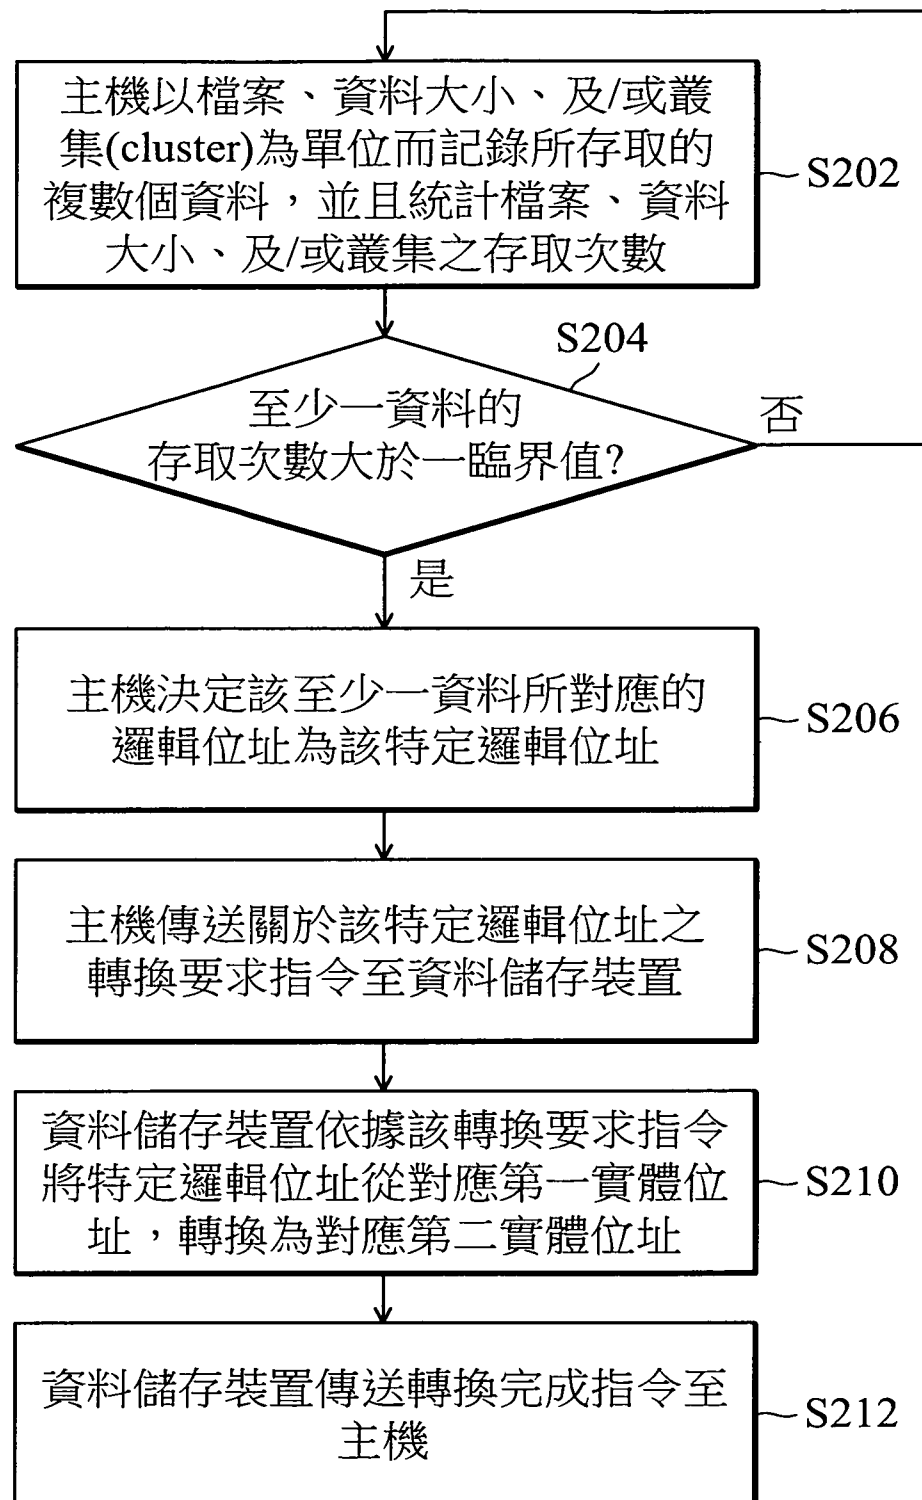 主機以檔案、資料大小、及/或叢
集(cluster)為單位而記錄所存取的
複數個資料，並且統計檔案、資料
大小、及/或叢集之存取次數
S202
S204
至少一資料的
存取次數大於一臨界值?
否
是
主機決定該至少一資料所對應的
邏輯位址為該特定邏輯位址
S206
主機傳送關於該特定邏輯位址之
轉換要求指令至資料儲存裝置
S208
資料儲存裝置依據該轉換要求指令
將特定邏輯位址從對應第一實體位
址，轉換為對應第二實體位址
S210
資料儲存裝置傳送轉換完成指令至
主機
S212